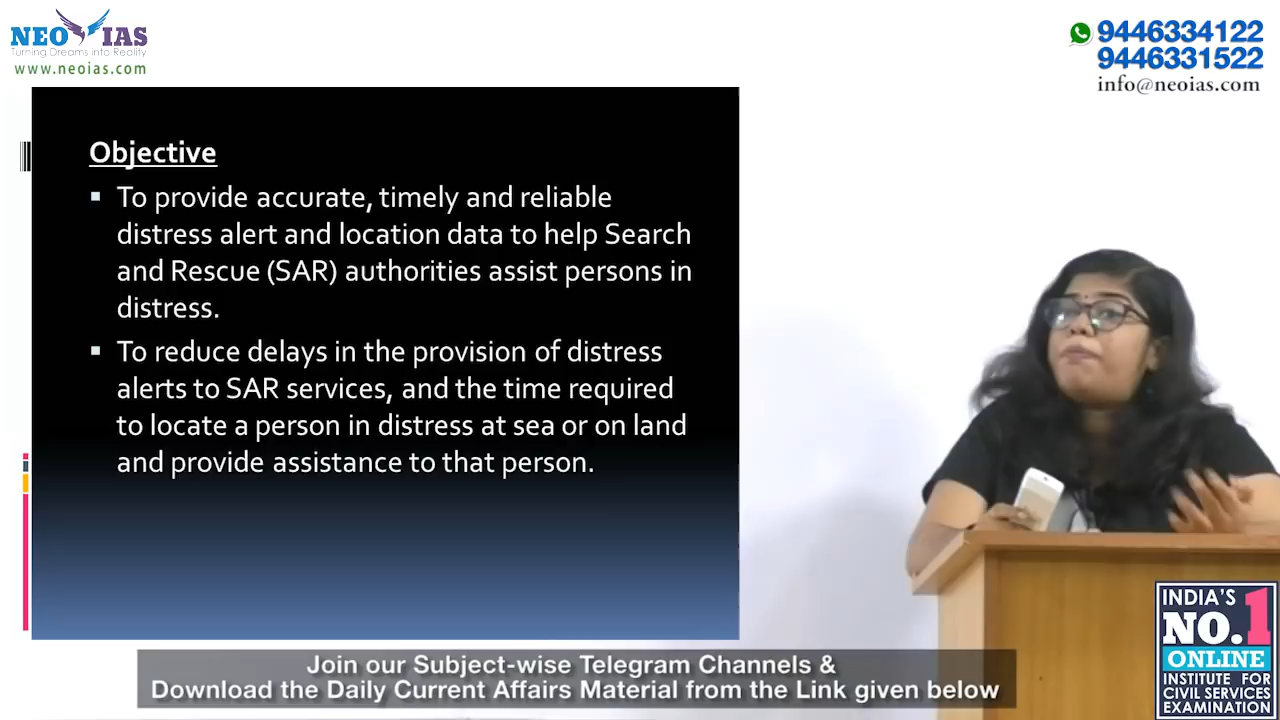 NEO IAS
Turning Dreams into Reality
www.neoias.com
9446334122
9446331522
info@neoias.com
Objective
To provide accurate, timely and reliable
distress alert and location data to help Search
and Rescue (SAR) authorities assist persons in
distress.
To reduce delays in the provision of distress
alerts to SAR services, and the time required
to locate a person in distress at sea or on land
and provide assistance to that person.
INDIA'S
NO.1
ONLINE
INSTITUTE FOR
CIVIL SERVICES
EXAMINATION
Join our Subject-wise Telegram Channels &
Download the Daily Current Affairs Material from the Link given below